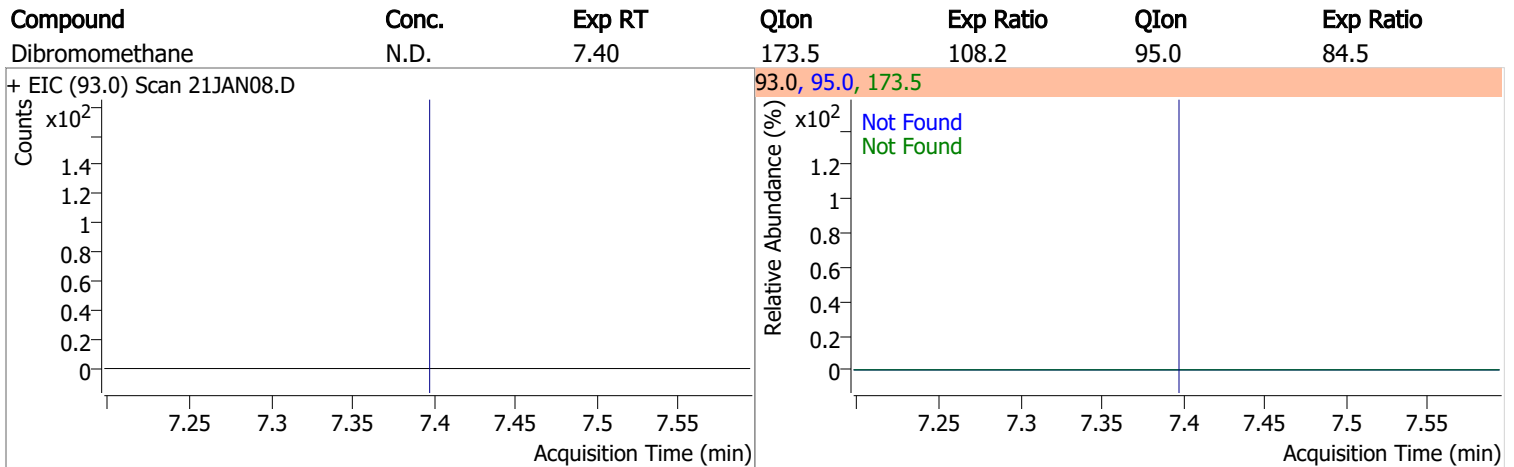 Compound Conc. Exp RT QIon Exp Ratio QIon Exp Ratio
Dibromomethane N.D. 7.40 173.5 108.2 95.0 84.5
+ EIC (93.0) Scan 21JAN08.D
Counts
x10²
1.4
1.2
1
0.8
0.6
0.4
0.2
0
7.25 7.3 7.35 7.4 7.45 7.5 7.55
Acquisition Time (min)
93.0, 95.0, 173.5
Relative Abundance (%)
x10²
Not Found
Not Found
1.2
1
0.8
0.6
0.4
0.2
0
7.25 7.3 7.35 7.4 7.45 7.5 7.55
Acquisition Time (min)